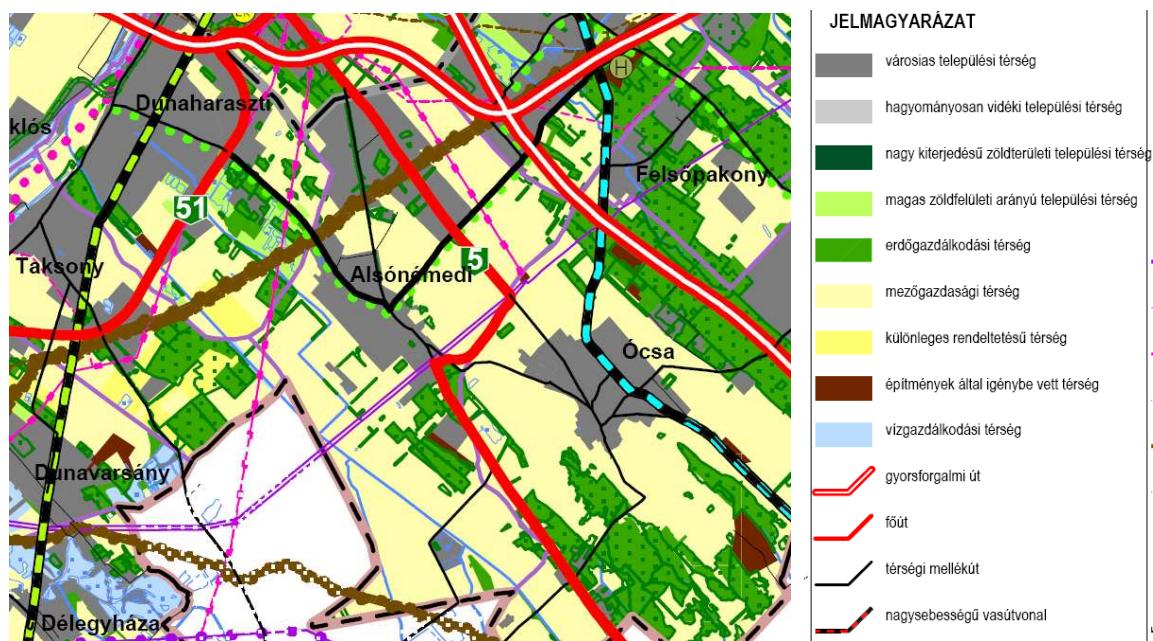 Dunaharaszti
klós
51
Felsőpakony
Taksony
Alsónémedi
5
Ócsa
Dunavarsány
Délegyháza
H
JELMAGYARÁZAT
városias települési térség
hagyományosan vidéki települési térség
nagy kiterjedésű zöldterületi települési térség
magas zöldfelületi arányú települési térség
erdőgazdálkodási térség
mezőgazdasági térség
különleges rendeltetésű térség
építmények által igénybe vett térség
vízgazdálkodási térség
gyorsforgalmi út
főút
térségi mellékút
nagysebességű vasútvonal